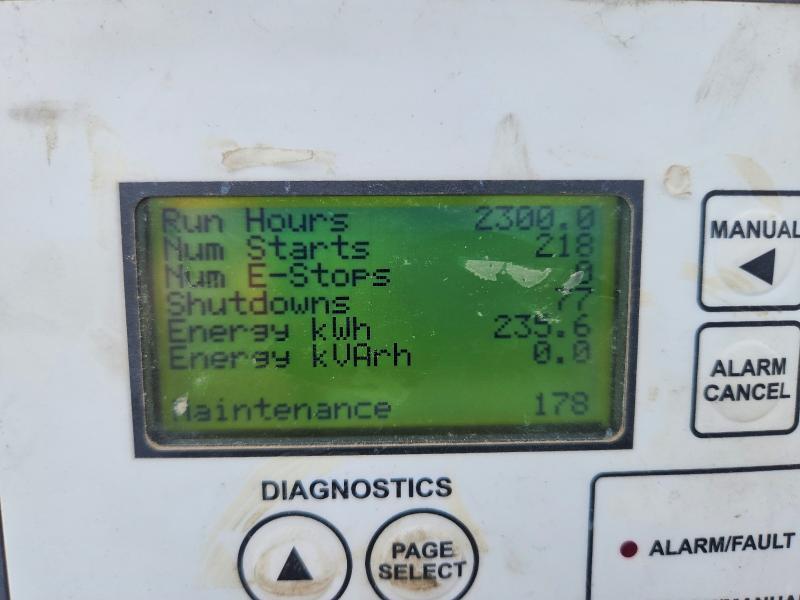 Run Hours 2300.0
Num Starts 218
Num E-Stops
Shutdowns 77
Energy kWh 235.6
Energy kVArh 0.0
Maintenance 178
MANUAL
ALARM
CANCEL
DIAGNOSTICS
PAGE
SELECT
ALARM/FAULT